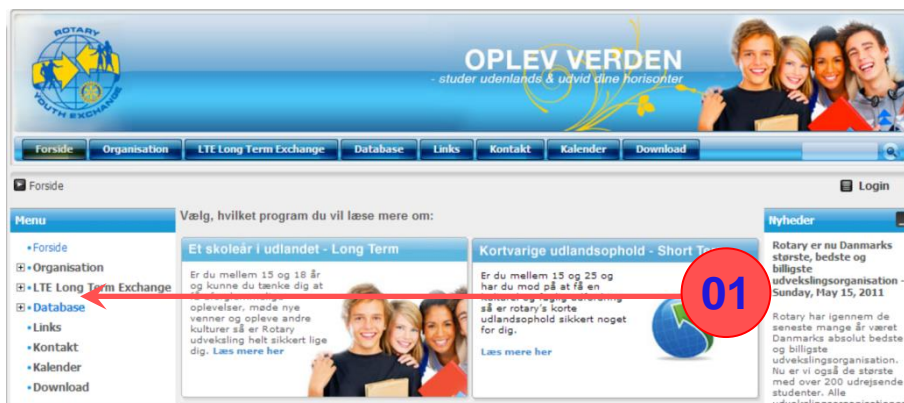 ROTARY
YOUTH EXCHANGE
OPLEV VERDEN
- studer udenlands & udvid dine horisonter
Forside Organisation LTE Long Term Exchange Database Links Kontakt Kalender Download
Forside
Login
Menu
Forside
Organisation
LTE Long Term Exchange
Database
Links
Kontakt
Kalender
Download
Vælg, hvilket program du vil læse mere om:
Et skoleår i udlandet - Long Term
Er du mellem 15 og 18 år
og kunne du tænke dig at
oplevelser, møde nye
venner og opleve andre
kulturer så er Rotary
udveksling helt sikkert lige
dig. Læs mere her
Kortvarige udlandsophold - Short
Er du mellem 15 og 25 og
har du mod på at få en
så er rotary's korte
udlandsophold sikkert noget
for dig.
Læs mere her
01
Nyheder
Rotary er nu Danmarks
største, bedste og
billigste
udvekslingsorganisation -
Sunday, May 15, 2011
Rotary har igennem de
seneste mange år været
Danmarks absolut bedste
og billigste
udvekslingsorganisation.
Nu er vi også de største
med over 200 udrejsende
studenter. Alle